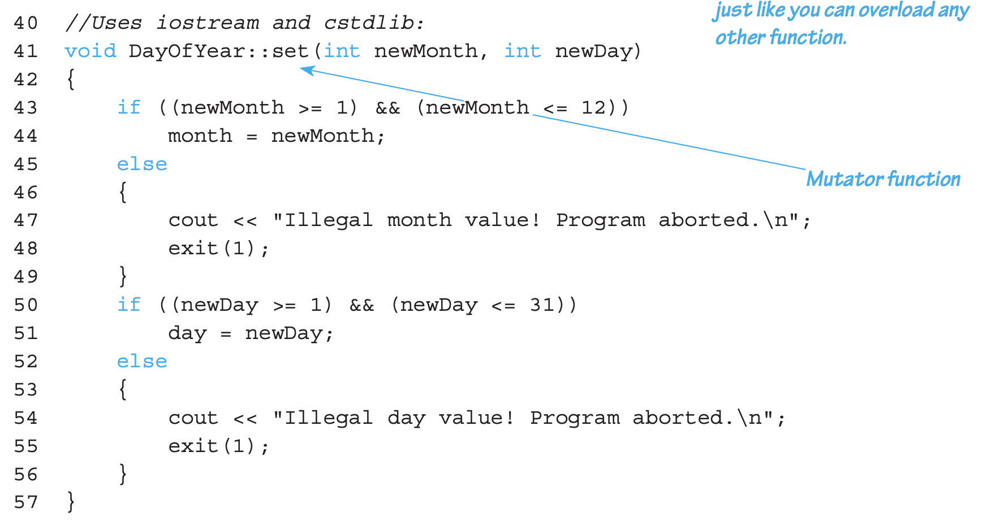 just like you can overload any
other function.
40 //Uses iostream and cstdlib:
41 void DayOfYear::set(int newMonth, int newDay)
42 {
43 if ((newMonth >= 1) && (newMonth <= 12))
44 month = newMonth;
45 else
46 {
47 cout << "Illegal month value! Program aborted.\n";
48 exit(1);
49 }
50 if ((newDay >= 1) && (newDay <= 31))
51 day = newDay;
52 else
53 {
54 cout << "Illegal day value! Program aborted.\n";
55 exit(1);
56 }
57 }
Mutator function